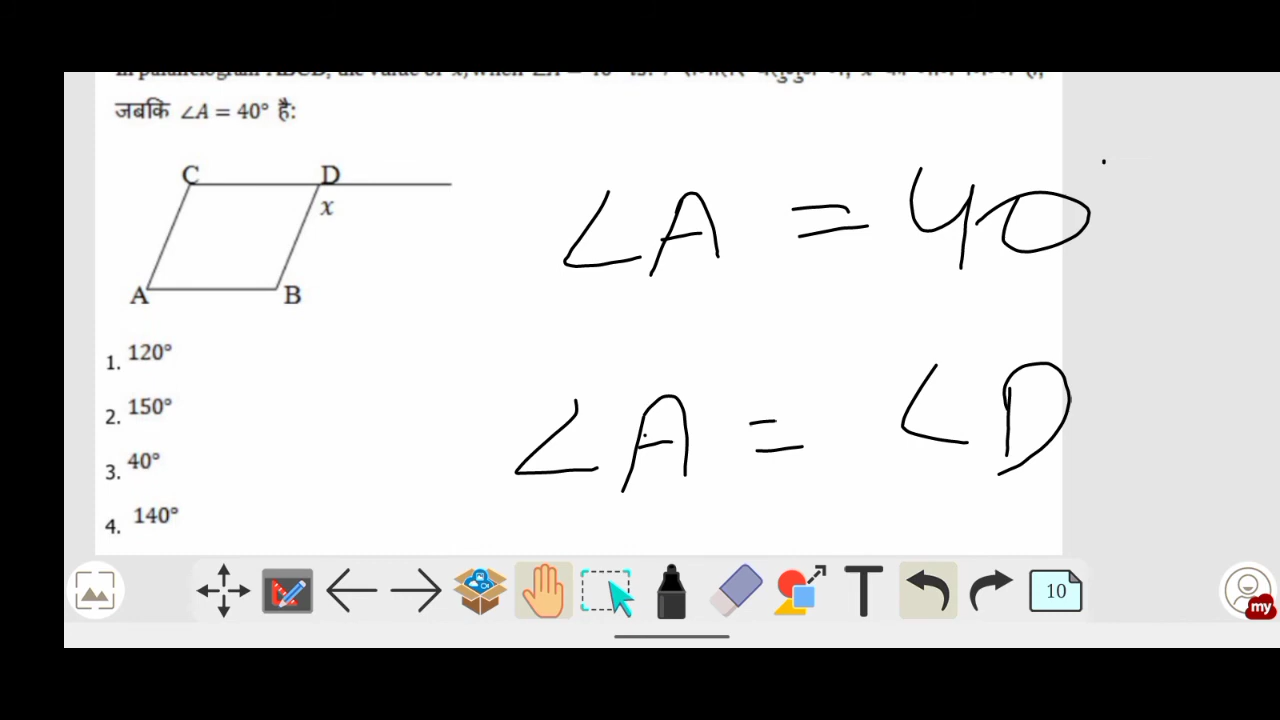 जबकि ∠A = 40° है:
C D
x
A B
1. 120°
2. 150°
3. 40°
4. 140°
∠A = 40
∠A = ∠D
T
10
my